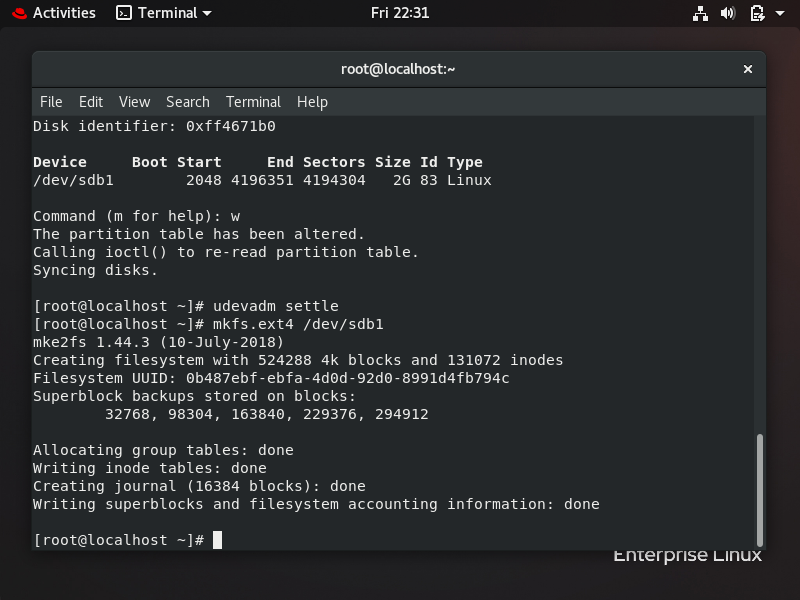 Activities Terminal Fri 22:31
root@localhost:~
File Edit View Search Terminal Help
Disk identifier: 0xff4671b0
Device     Boot Start     End Sectors Size Id Type
/dev/sdb1        2048 4196351 4194304   2G 83 Linux
Command (m for help): w
The partition table has been altered.
Calling ioctl() to re-read partition table.
Syncing disks.
[root@localhost ~]# udevadm settle
[root@localhost ~]# mkfs.ext4 /dev/sdb1
mke2fs 1.44.3 (10-July-2018)
Creating filesystem with 524288 4k blocks and 131072 inodes
Filesystem UUID: 0b487ebf-ebfa-4d0d-92d0-8991d4fb794c
Superblock backups stored on blocks:
        32768, 98304, 163840, 229376, 294912
Allocating group tables: done
Writing inode tables: done
Creating journal (16384 blocks): done
Writing superblocks and filesystem accounting information: done
[root@localhost ~]#
Enterprise Linux